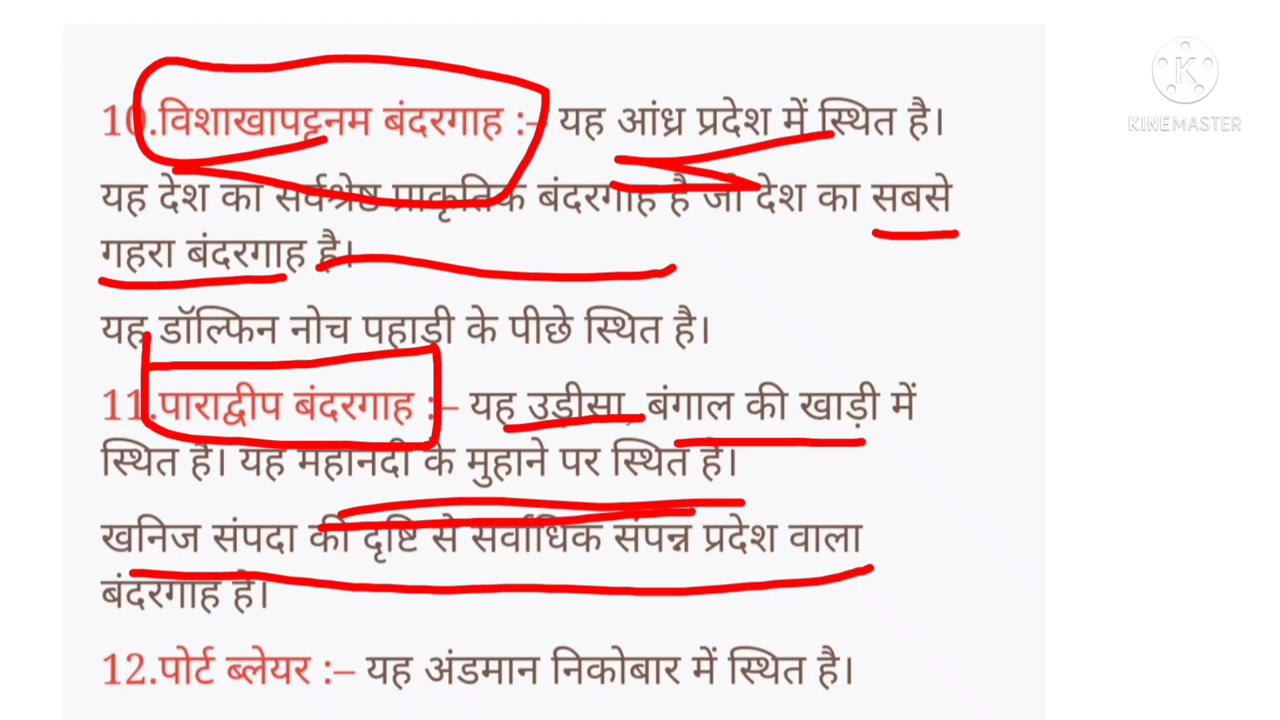 10.विशाखापट्टनम बंदरगाह :– यह आंध्र प्रदेश में स्थित है।
यह देश का सर्वश्रेष्ठ प्राकृतिक बंदरगाह है जो देश का सबसे
गहरा बंदरगाह है।
यह डॉल्फिन नोच पहाड़ी के पीछे स्थित है।
11.पाराद्वीप बंदरगाह :– यह उड़ीसा, बंगाल की खाड़ी में
स्थित है। यह महानदी के मुहाने पर स्थित है।
खनिज संपदा की दृष्टि से सर्वाधिक संपन्न प्रदेश वाला
बंदरगाह है।
12.पोर्ट ब्लेयर :– यह अंडमान निकोबार में स्थित है।
K
KINEMASTER